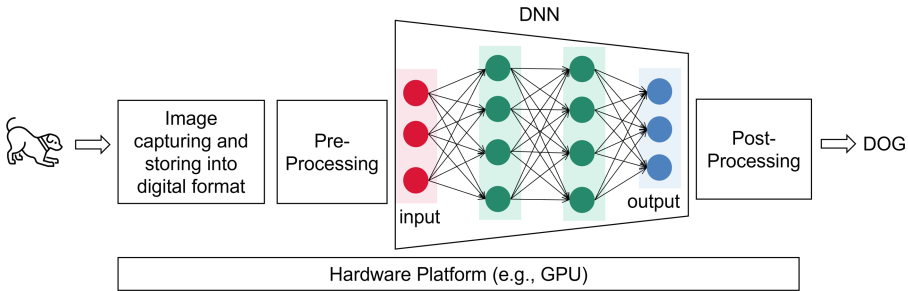 DNN
Image
capturing and
storing into
digital format
Pre-
Processing
input
output
Post-
Processing
DOG
Hardware Platform (e.g., GPU)